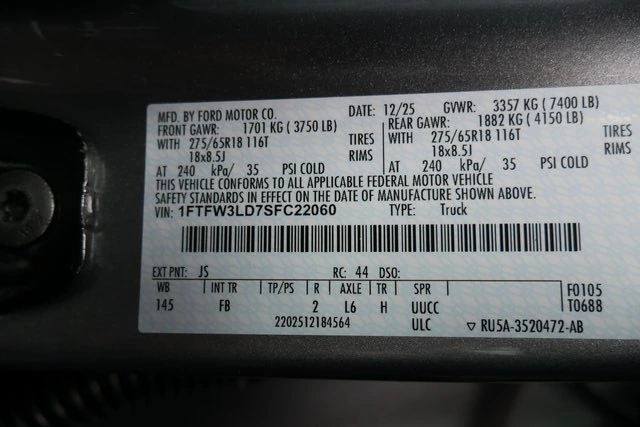 MFD. BY FORD MOTOR CO. DATE: 12/25 GVWR: 3357 KG ( 7400 LB)
FRONT GAWR: 1701 KG ( 3750 LB) REAR GAWR: 1882 KG ( 4150 LB)
WITH 275/65R18 116T TIRES WITH 275/65R18 116T TIRES
18x8.5J RIMS 18x8.5J RIMS
AT 240 kPa/ 35 PSI COLD AT 240 kPa/ 35 PSI COLD
THIS VEHICLE CONFORMS TO ALL APPLICABLE FEDERAL MOTOR VEHICLE
SAFETY STANDARDS IN EFFECT ON THE DATE OF MANUFACTURE SHOWN ABOVE.
VIN: 1FTFW3LD7SFC22060 TYPE: Truck
EXT PNT: JS RC: 44 DSO:
WB INT TR TP/PS R AXLE TR SPR F0105
145 FB 2 L6 H UUCC T0688
2202512184564 ULC ▽ RU5A-3520472-AB